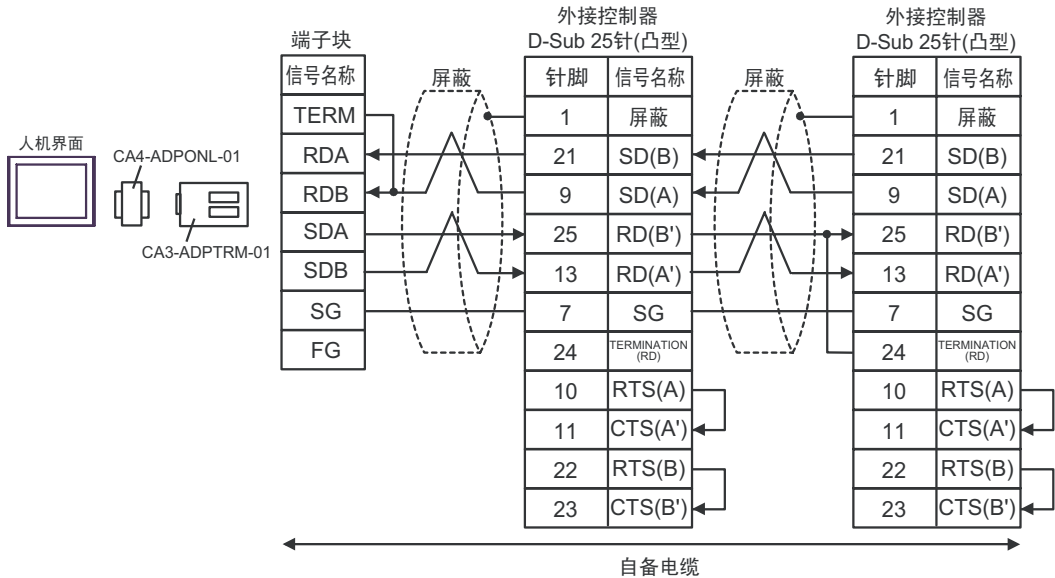 人机界面
CA4-ADPONL-01
CA3-ADPTRM-01
端子块
信号名称
TERM
RDA
RDB
SDA
SDB
SG
FG
屏蔽
外接控制器
D-Sub 25针(凸型)
针脚 信号名称
1 屏蔽
21 SD(B)
9 SD(A)
25 RD(B')
13 RD(A')
7 SG
24 TERMINATION
(RD)
10 RTS(A)
11 CTS(A')
22 RTS(B)
23 CTS(B')
屏蔽
外接控制器
D-Sub 25针(凸型)
针脚 信号名称
1 屏蔽
21 SD(B)
9 SD(A)
25 RD(B')
13 RD(A')
7 SG
24 TERMINATION
(RD)
10 RTS(A)
11 CTS(A')
22 RTS(B)
23 CTS(B')
自备电缆